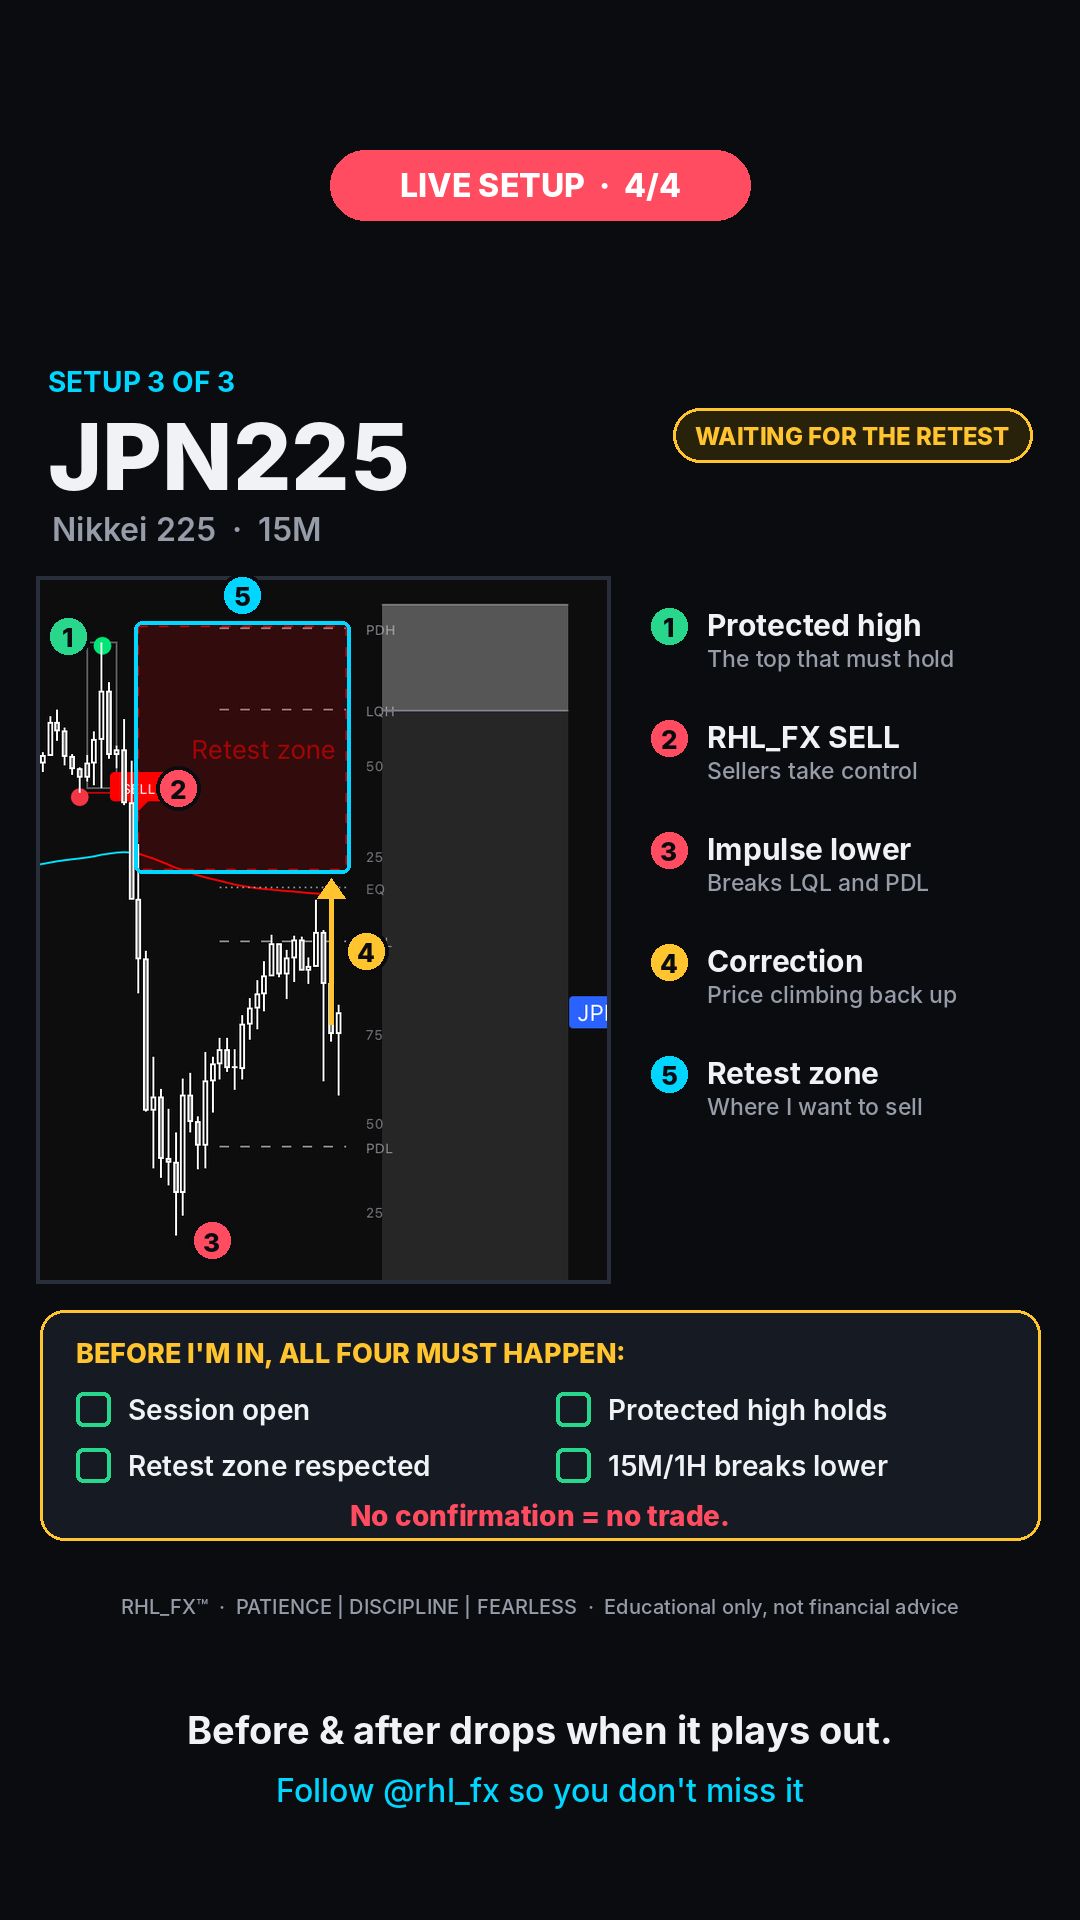 LIVE SETUP · 4/4
SETUP 3 OF 3
JPN225
WAITING FOR THE RETEST
Nikkei 225 · 15M
5
1
PDH
LQH
Retest zone
50
SELL
2
25
EQ
4
JP
75
50
PDL
25
3
1 Protected high
The top that must hold
2 RHL_FX SELL
Sellers take control
3 Impulse lower
Breaks LQL and PDL
4 Correction
Price climbing back up
5 Retest zone
Where I want to sell
BEFORE I'M IN, ALL FOUR MUST HAPPEN:
Session open
Protected high holds
Retest zone respected
15M/1H breaks lower
No confirmation = no trade.
RHL_FX™ · PATIENCE | DISCIPLINE | FEARLESS · Educational only, not financial advice
Before & after drops when it plays out.
Follow @rhl_fx so you don't miss it